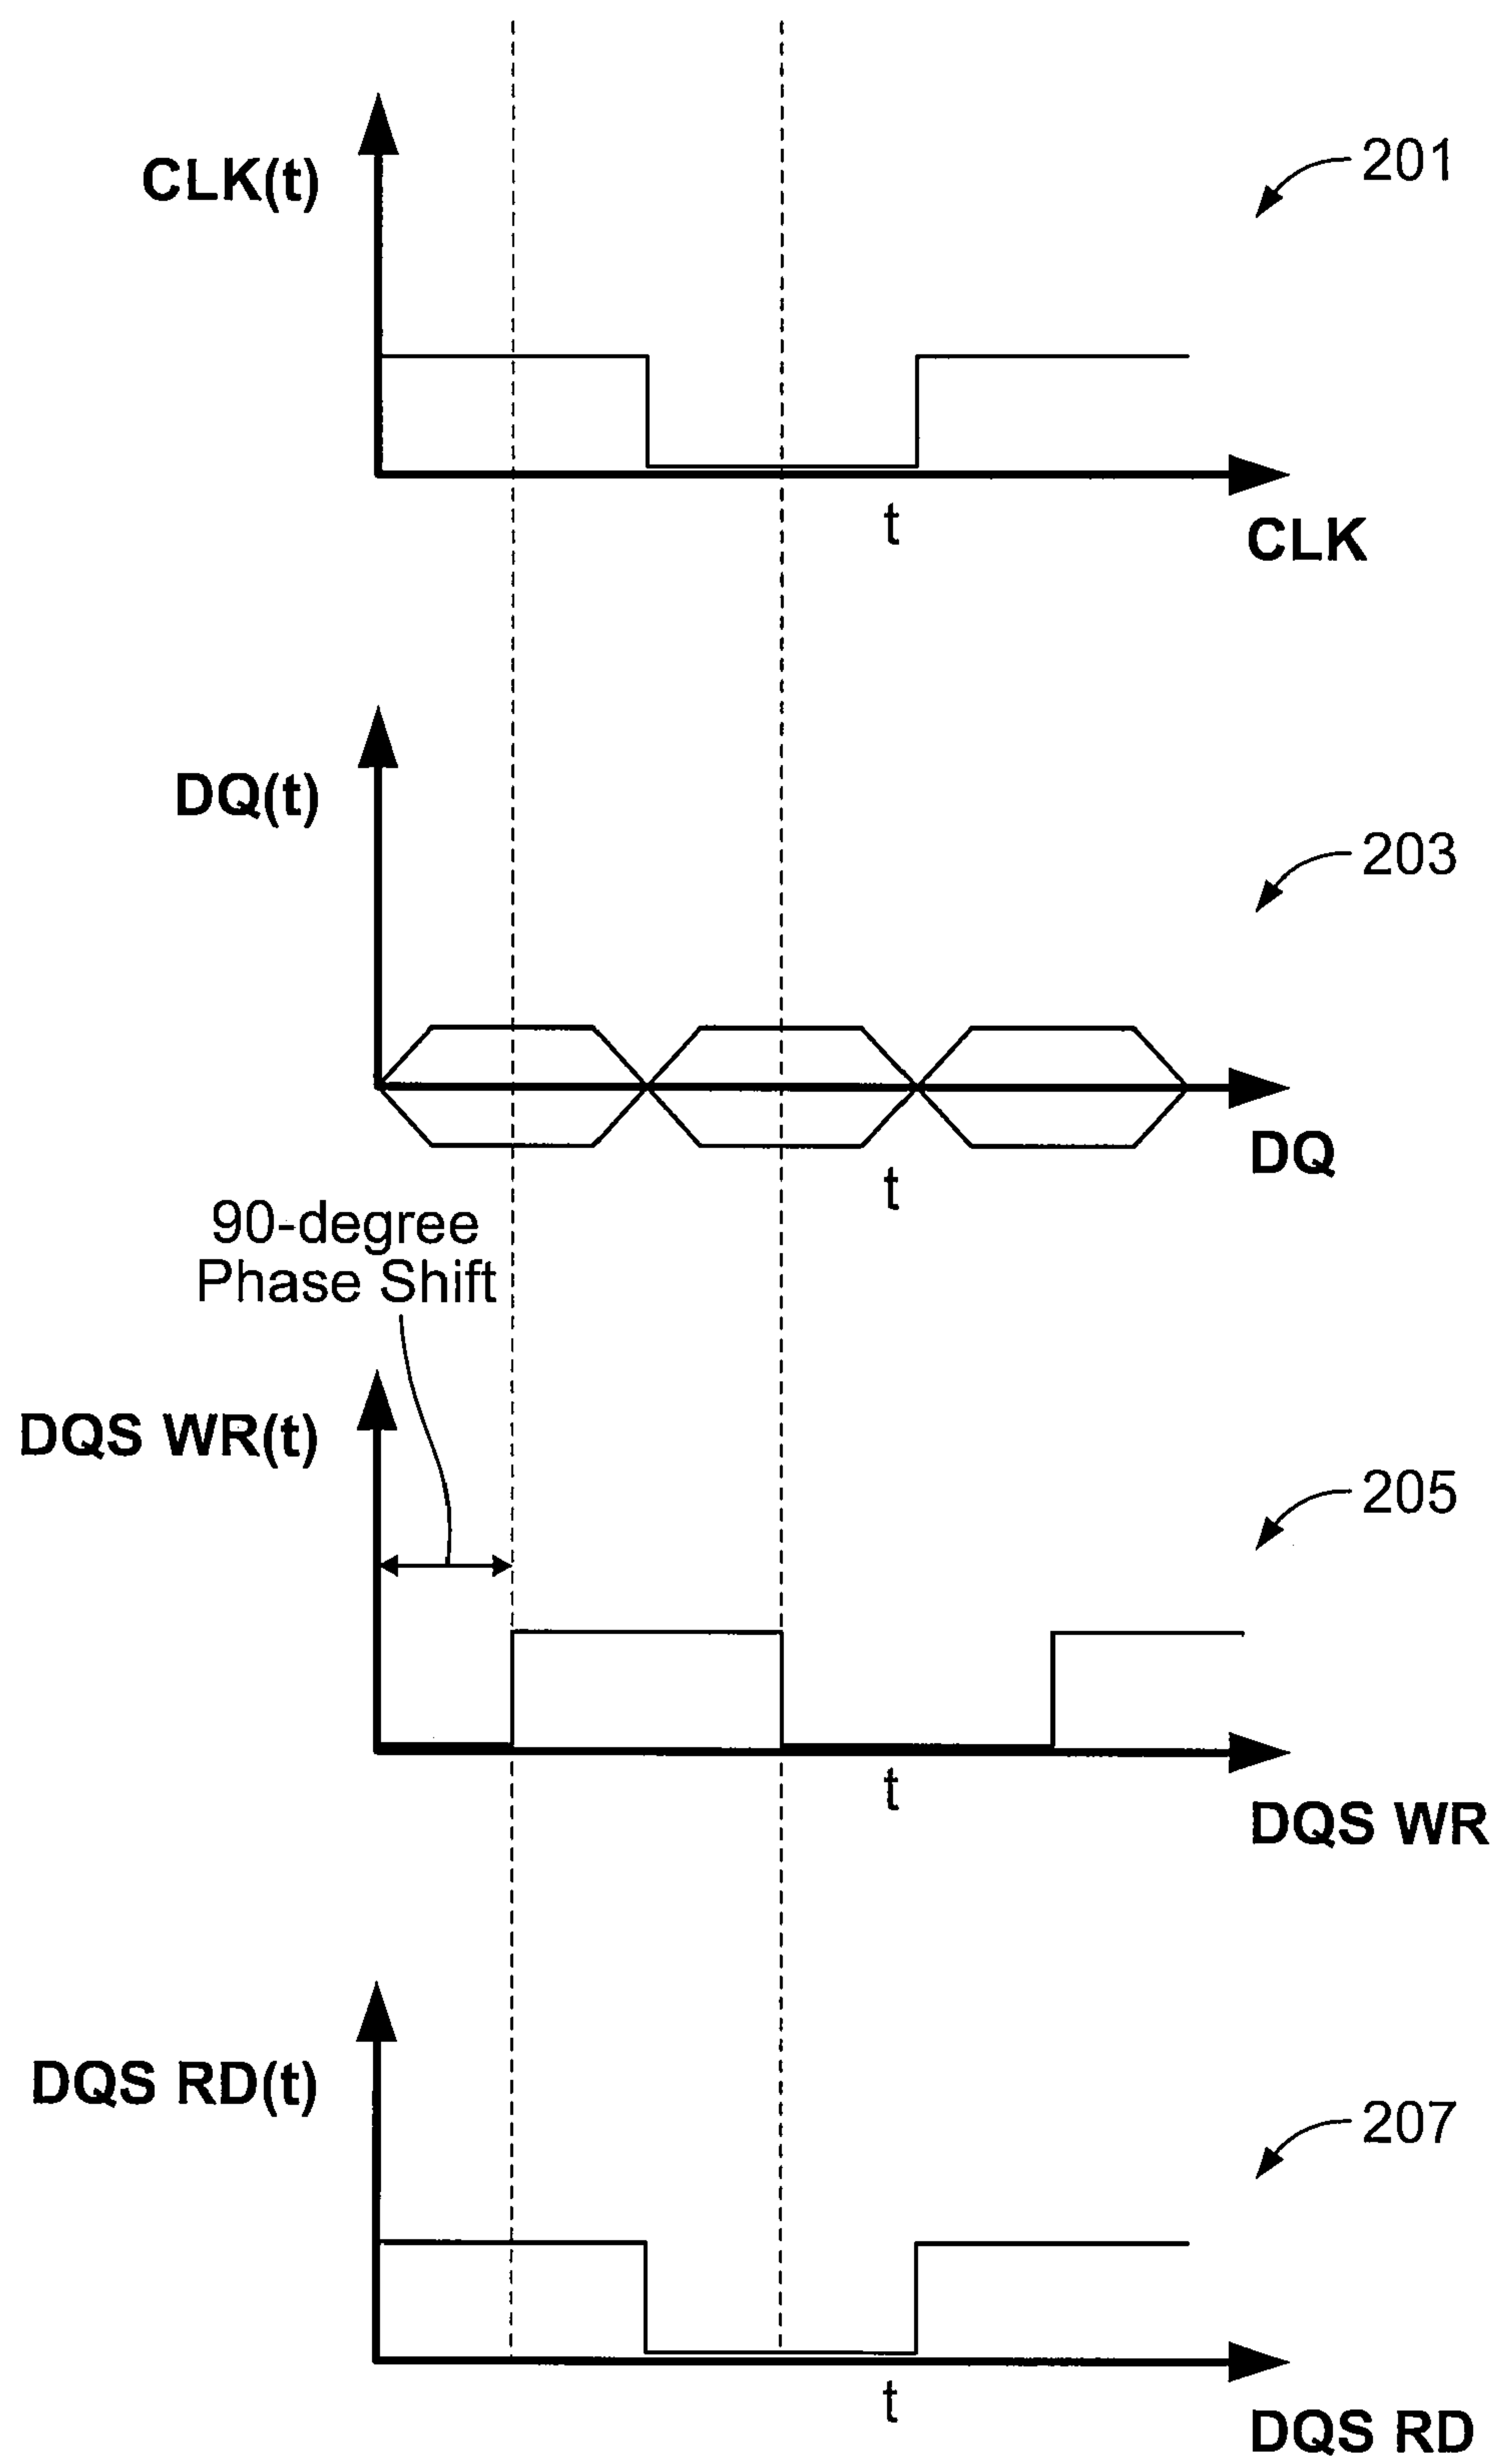 CLK(t)
201
t
CLK
DQ(t)
203
t
DQ
90-degree
Phase Shift
DQS WR(t)
205
t
DQS WR
DQS RD(t)
207
t
DQS RD